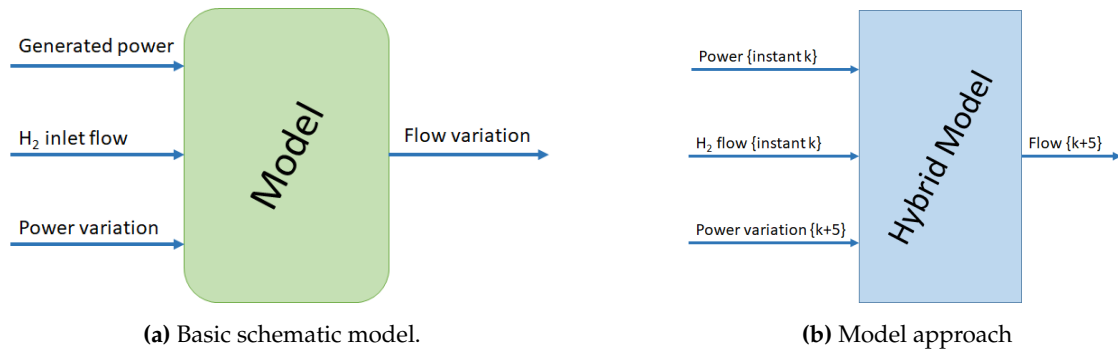 Generated power
H₂ inlet flow
Power variation
Model
Flow variation
(a) Basic schematic model.
Power {instant k}
H₂ flow {instant k}
Power variation {k+5}
Hybrid Model
Flow {k+5}
(b) Model approach